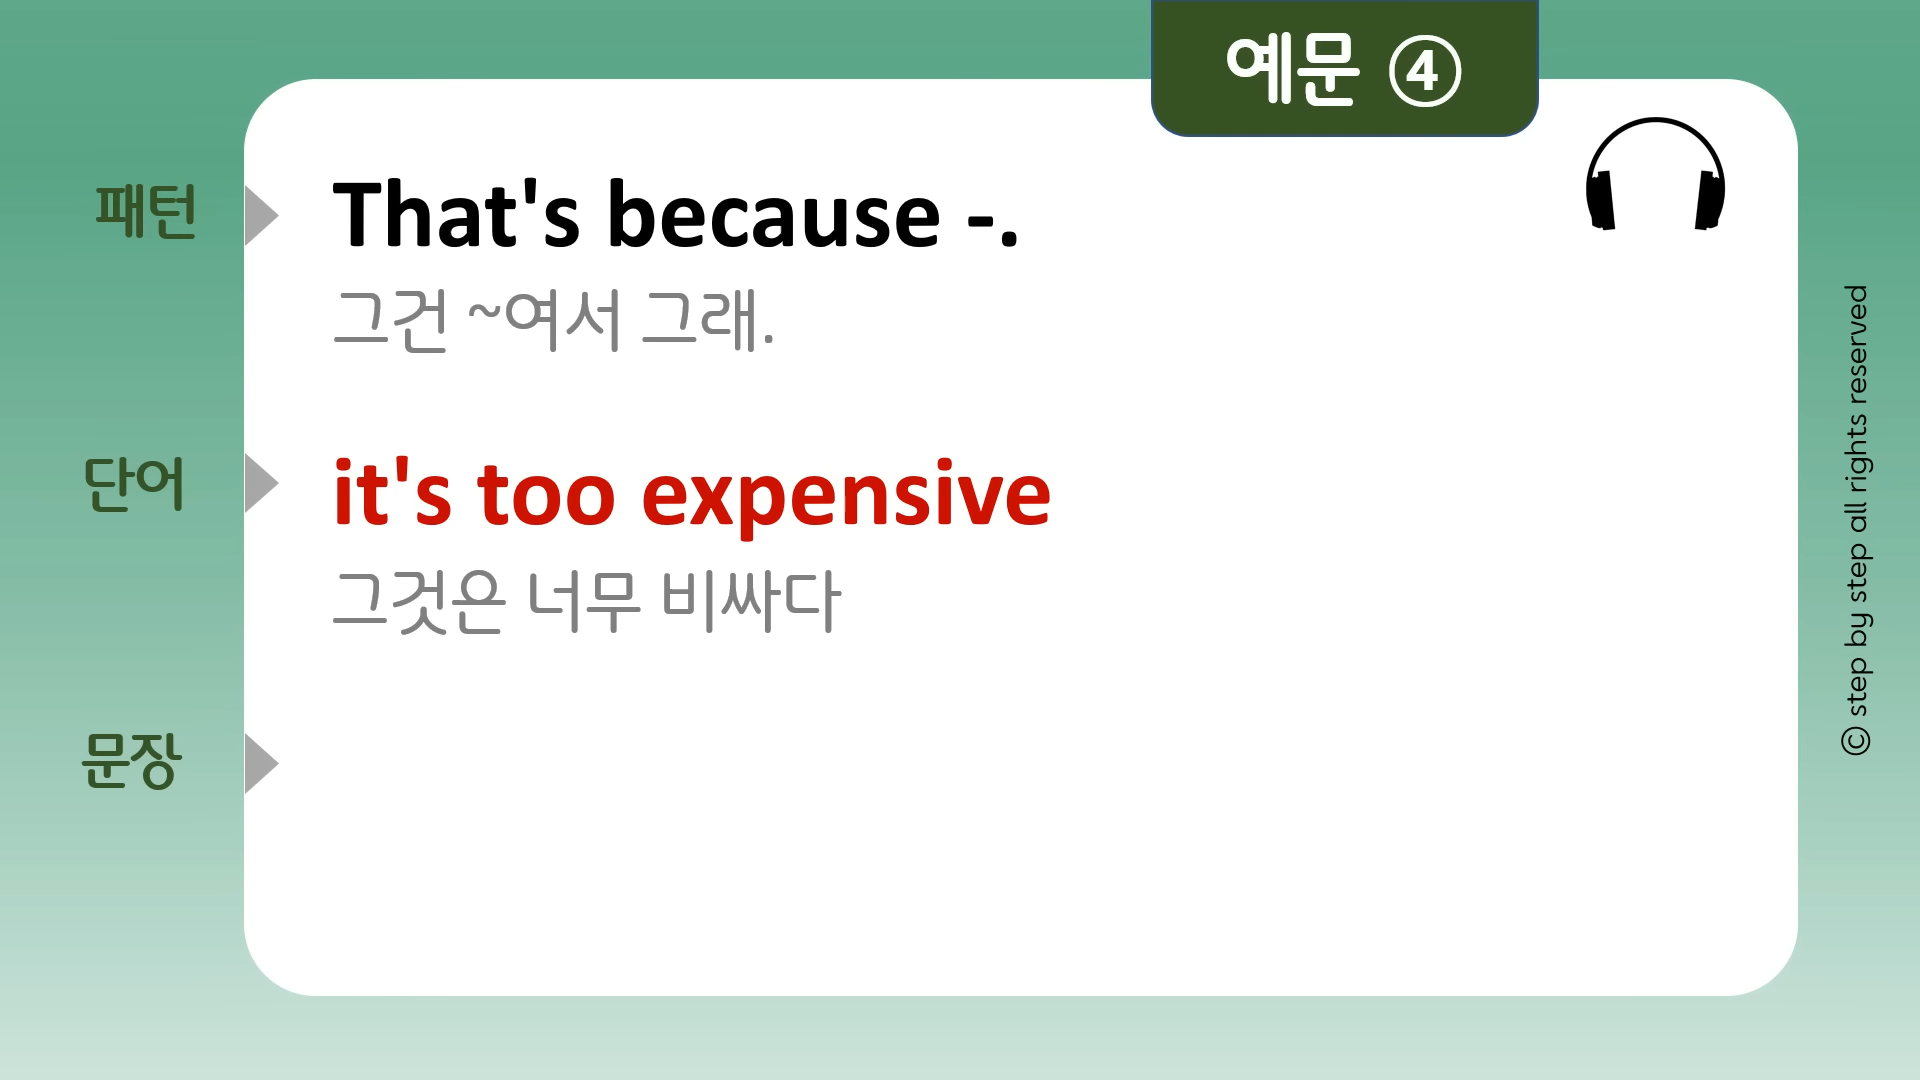 예문 ④
패턴
That's because -.
그건 ~여서 그래.
단어
it's too expensive
그것은 너무 비싸다
문장
© step by step all rights reserved